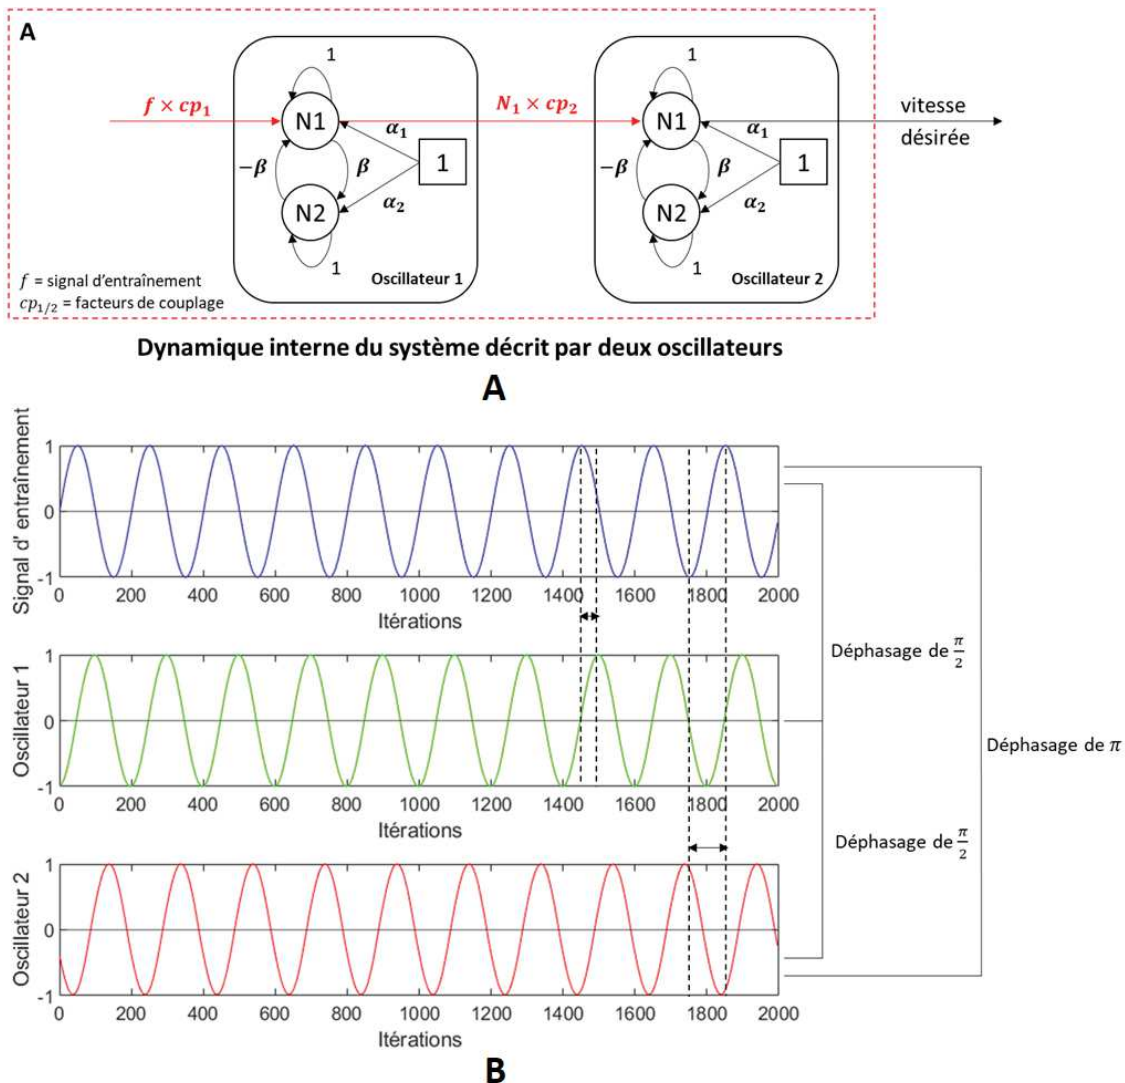 A
1
1
f × cp₁
N1
α₁
N₁ × cp₂
N1
α₁
vitesse
désirée
−β
β
1
−β
β
1
N2
α₂
N2
α₂
1
1
f = signal d’entraînement
cp₁/₂ = facteurs de couplage
Oscillateur 1
Oscillateur 2
Dynamique interne du système décrit par deux oscillateurs
A
Signal d' entraînement
1
0
-1
0 200 400 600 800 1000 1200 1400 1600 1800 2000
Itérations
Déphasage de π/2
Oscillateur 1
1
0
-1
0 200 400 600 800 1000 1200 1400 1600 1800 2000
Itérations
Déphasage de π
Déphasage de π/2
Oscillateur 2
1
0
-1
0 200 400 600 800 1000 1200 1400 1600 1800 2000
Itérations
B